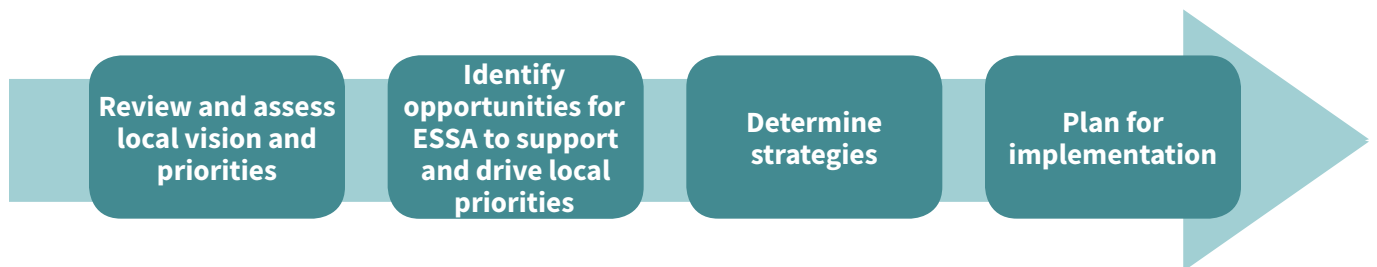 Review and assess
local vision and
priorities
Identify
opportunities for
ESSA to support
and drive local
priorities
Determine
strategies
Plan for
implementation